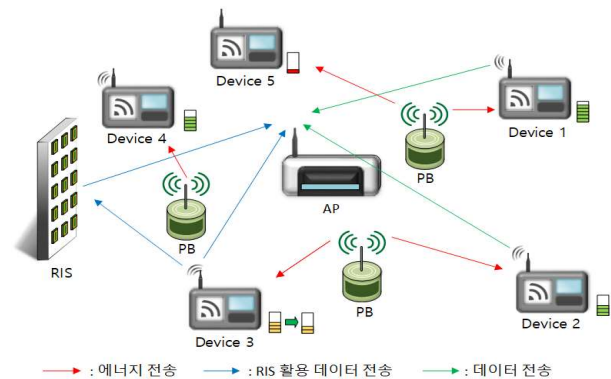 Device 5
Device 4
Device 1
PB
AP
PB
RIS
PB
Device 2
Device 3
: 에너지 전송
: RIS 활용 데이터 전송
: 데이터 전송